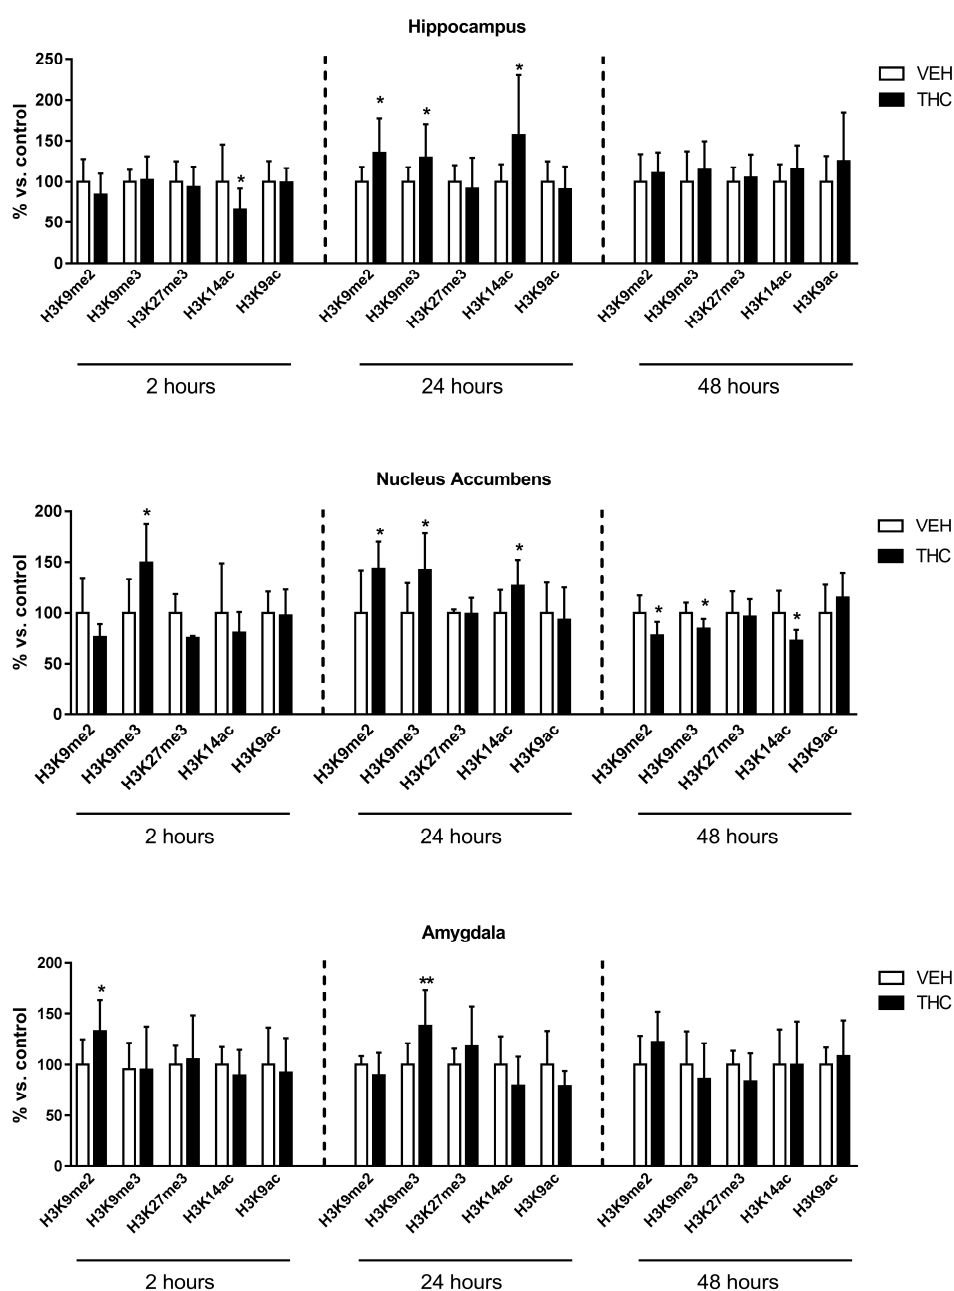 Hippocampus
% vs. control
250
200
150
100
50
0
* * * *
VEH
THC
H3K9me2 H3K9me3 H3K27me3 H3K14ac H3K9ac H3K9me2 H3K9me3 H3K27me3 H3K14ac H3K9ac H3K9me2 H3K9me3 H3K27me3 H3K14ac H3K9ac
2 hours 24 hours 48 hours
Nucleus Accumbens
% vs. control
200
150
100
50
0
* * * * * * *
VEH
THC
H3K9me2 H3K9me3 H3K27me3 H3K14ac H3K9ac H3K9me2 H3K9me3 H3K27me3 H3K14ac H3K9ac H3K9me2 H3K9me3 H3K27me3 H3K14ac H3K9ac
2 hours 24 hours 48 hours
Amygdala
% vs. control
200
150
100
50
0
* **
VEH
THC
H3K9me2 H3K9me3 H3K27me3 H3K14ac H3K9ac H3K9me2 H3K9me3 H3K27me3 H3K14ac H3K9ac H3K9me2 H3K9me3 H3K27me3 H3K14ac H3K9ac
2 hours 24 hours 48 hours